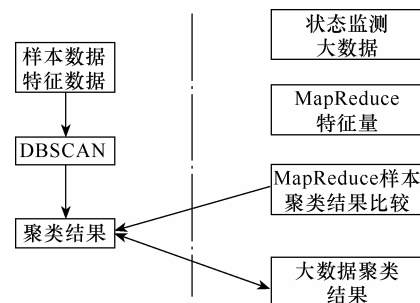 样本数据
特征数据
DBSCAN
聚类结果
状态监测
大数据
MapReduce
特征量
MapReduce样本
聚类结果比较
大数据聚类
结果